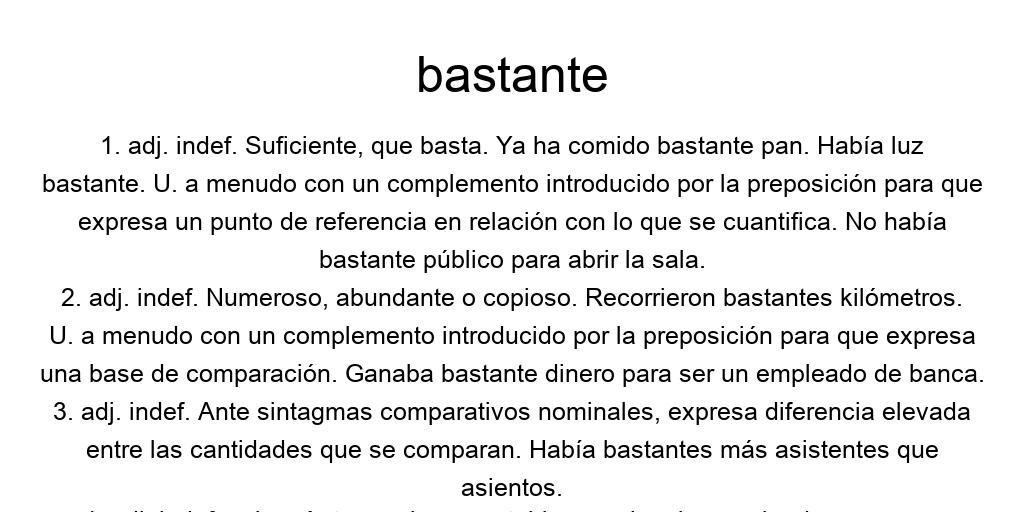 bastante
1. adj. indef. Suficiente, que basta. Ya ha comido bastante pan. Había luz
bastante. U. a menudo con un complemento introducido por la preposición para que
expresa un punto de referencia en relación con lo que se cuantifica. No había
bastante público para abrir la sala.
2. adj. indef. Numeroso, abundante o copioso. Recorrieron bastantes kilómetros.
U. a menudo con un complemento introducido por la preposición para que expresa
una base de comparación. Ganaba bastante dinero para ser un empleado de banca.
3. adj. indef. Ante sintagmas comparativos nominales, expresa diferencia elevada
entre las cantidades que se comparan. Había bastantes más asistentes que
asientos.